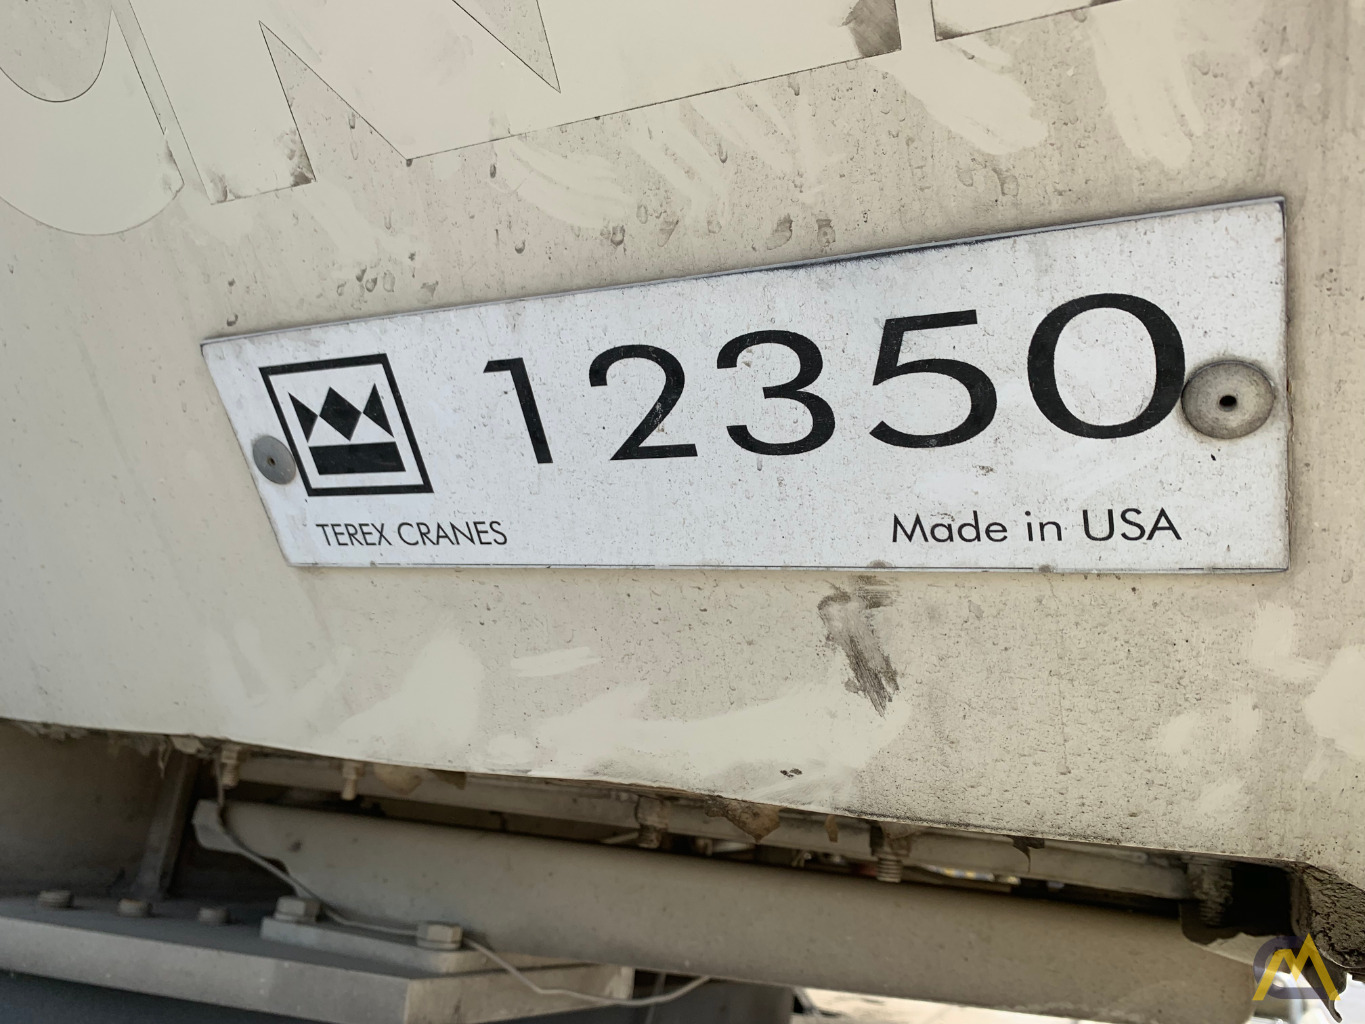 12350
TEREX CRANES
Made in USA